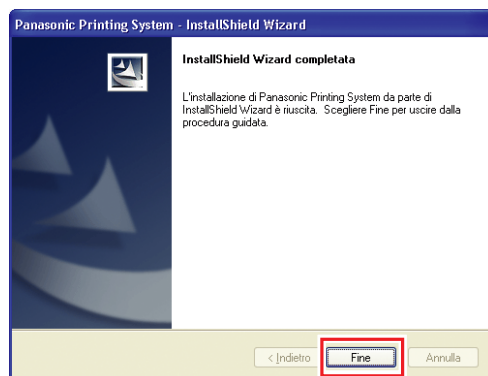 Panasonic Printing System - InstallShield Wizard
InstallShield Wizard completata
L'installazione di Panasonic Printing System da parte di
InstallShield Wizard è riuscita. Scegliere Fine per uscire dalla
procedura guidata.
< Indietro Fine Annulla